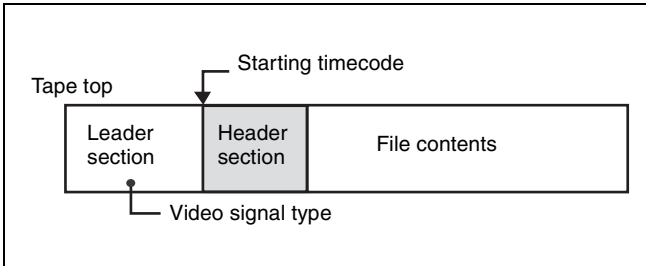 Starting timecode
Tape top
Leader
section
Header
section
File contents
Video signal type